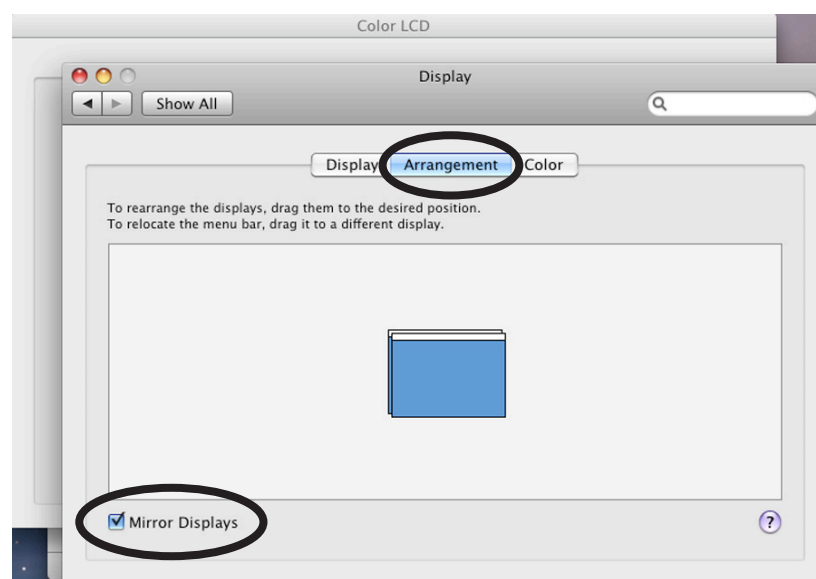 Color LCD
Display
Show All
Display Arrangement Color
To rearrange the displays, drag them to the desired position.
To relocate the menu bar, drag it to a different display.
Mirror Displays
?